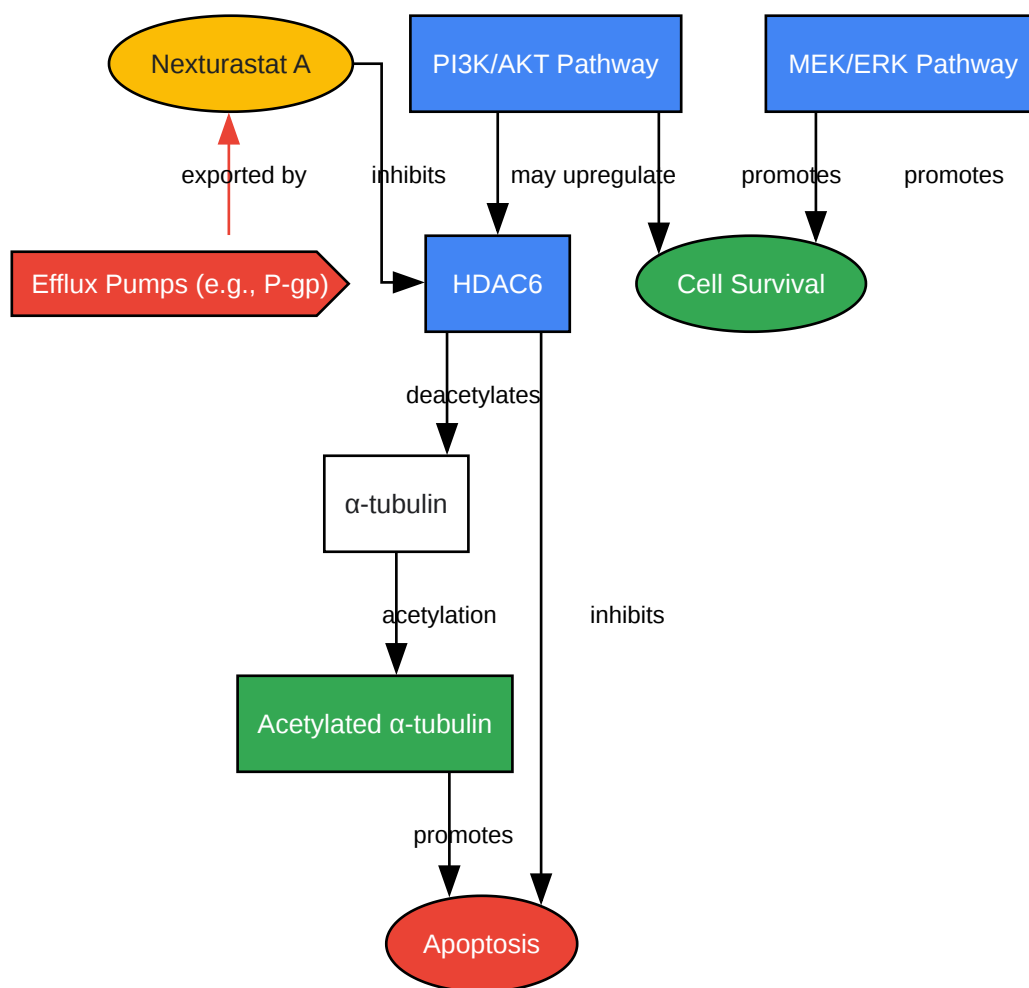 Nexturastat A
PI3K/AKT Pathway
MEK/ERK Pathway
exported by
inhibits
may upregulate
promotes
promotes
Efflux Pumps (e.g., P-gp)
HDAC6
Cell Survival
deacetylates
α-tubulin
acetylation
inhibits
Acetylated α-tubulin
promotes
Apoptosis